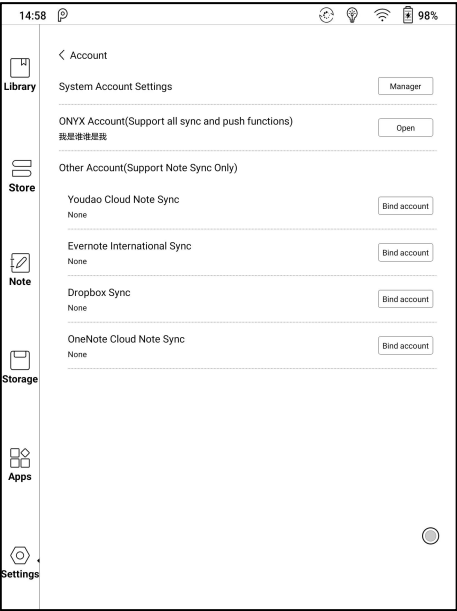 14:58
98%
Account
Library
System Account Settings
Manager
ONYX Account(Support all sync and push functions)
我是谁谁是我
Open
Other Account(Support Note Sync Only)
Store
Youdao Cloud Note Sync
None
Bind account
Evernote International Sync
None
Bind account
Note
Dropbox Sync
None
Bind account
OneNote Cloud Note Sync
None
Bind account
Storage
Apps
Settings